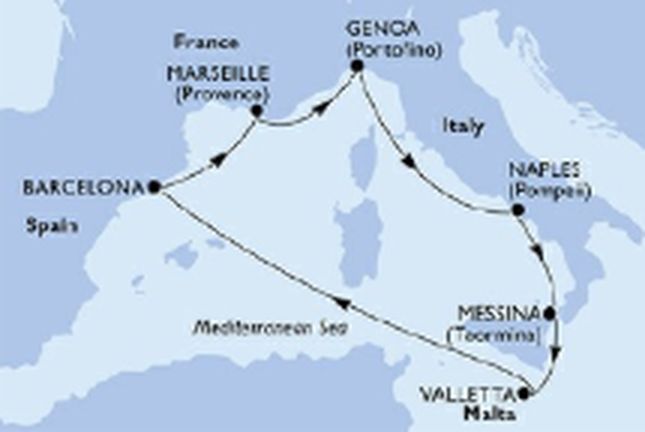 GENOA
(Portofino)
France
MARSEILLE
(Provence)
Italy
NAPLES
(Pompeii)
BARCELONA
Spain
MESSINA
(Taormina)
Mediterranean Sea
VALLETTA
Malta